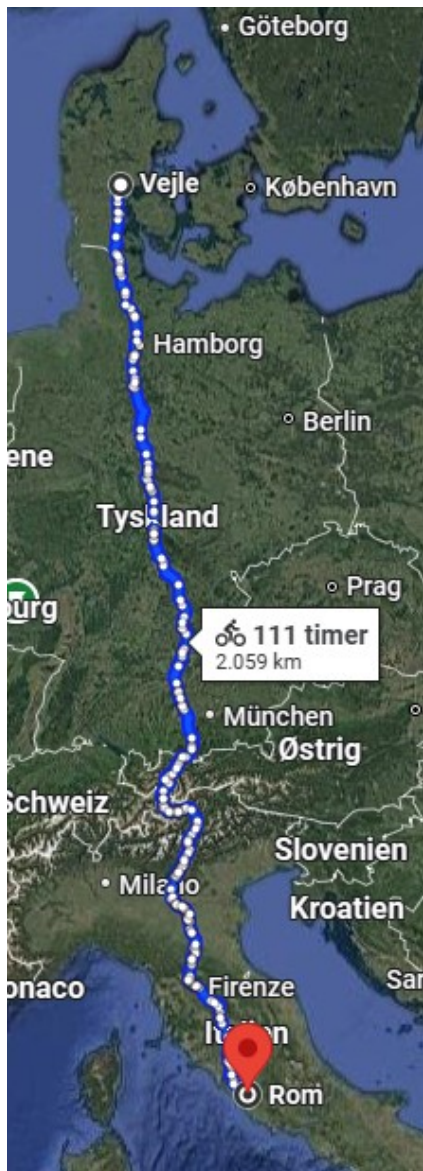 Göteborg
Vejle
København
Hamborg
Berlin
ene
Tyskland
Prag
ourg
111 timer
2.059 km
München
Østrig
Schweiz
Slovenien
Milano
Kroatien
onaco
Firenze
Sar
Italien
Rom